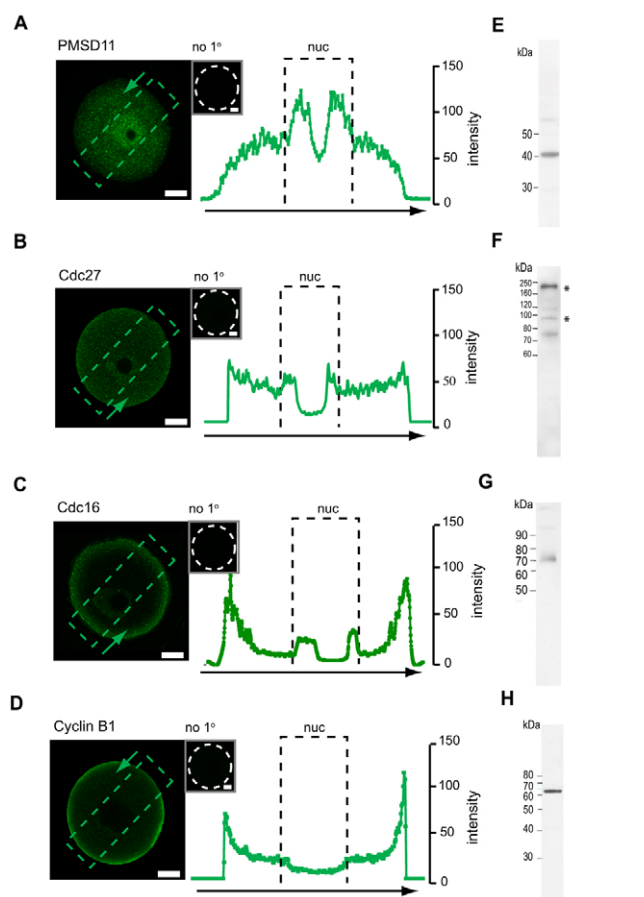 A
PMSD11
no 1°
nuc
150
100
50
0
intensity
E
kDa
50
40
30
B
Cdc27
no 1°
nuc
150
100
50
0
intensity
F
kDa
250
160
120
100
80
70
60
*
*
C
Cdc16
no 1°
nuc
150
100
50
0
intensity
G
kDa
90
80
70
60
50
D
Cyclin B1
no 1°
nuc
150
100
50
0
intensity
H
kDa
80
70
60
50
40
30